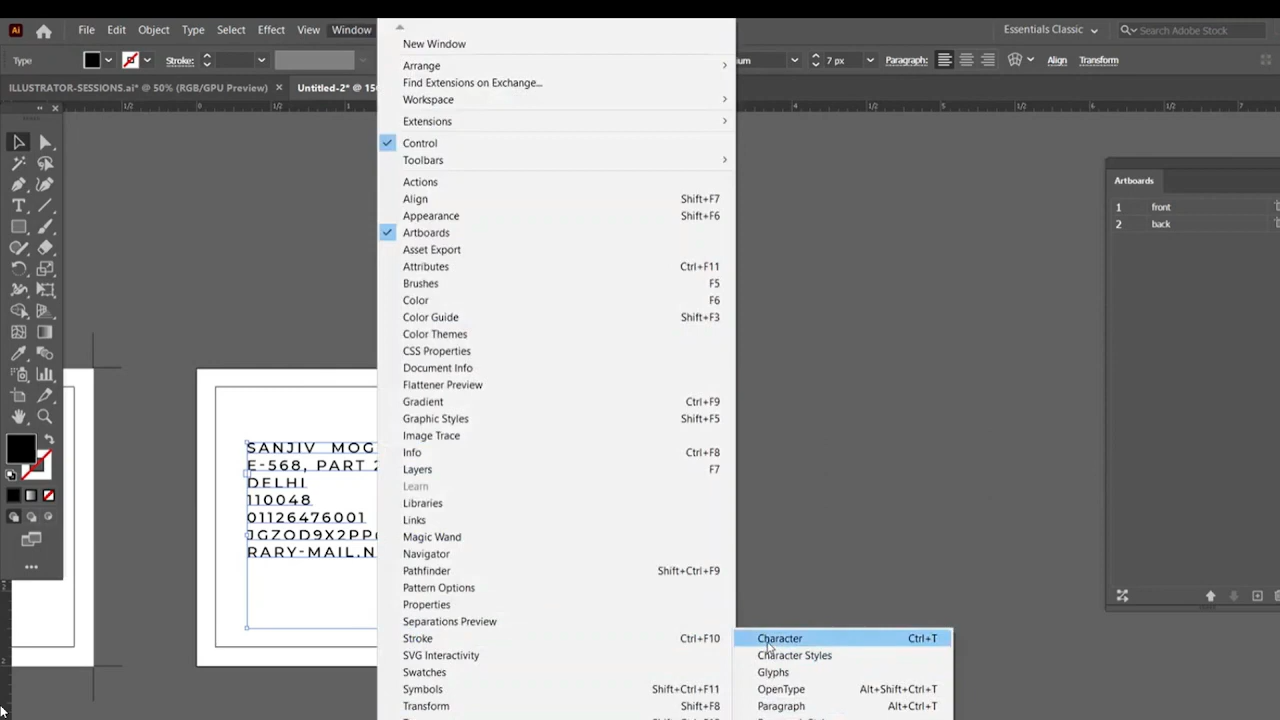 Ai File Edit Object Type Select Effect View Window Essentials Classic Search Adobe Stock
Type Stroke: 7 px Paragraph: Align Transform
ILLUSTRATOR-SESSIONS.ai* @ 50% (RGB/GPU Preview) × Untitled-2* @
New Window
Arrange
Find Extensions on Exchange...
Workspace
Extensions
Control
Toolbars
Actions
Align Shift+F7
Appearance Shift+F6
Artboards
Asset Export
Attributes Ctrl+F11
Brushes F5
Color F6
Color Guide Shift+F3
Color Themes
CSS Properties
Document Info
Flattener Preview
Gradient Ctrl+F9
Graphic Styles Shift+F5
Image Trace
Info Ctrl+F8
Layers F7
Learn
Libraries
Links
Magic Wand
Navigator
Pathfinder Shift+Ctrl+F9
Pattern Options
Properties
Separations Preview
Stroke Ctrl+F10
SVG Interactivity
Swatches
Symbols Shift+Ctrl+F11
Transform Shift+F8
Character Ctrl+T
Character Styles
Glyphs
OpenType Alt+Shift+Ctrl+T
Paragraph Alt+Ctrl+T
Artboards
1 front
2 back
SANJIV MOG
E-568, PART 2
DELHI
110048
01126476001
JGZOD9X2PP
RARY-MAIL.N